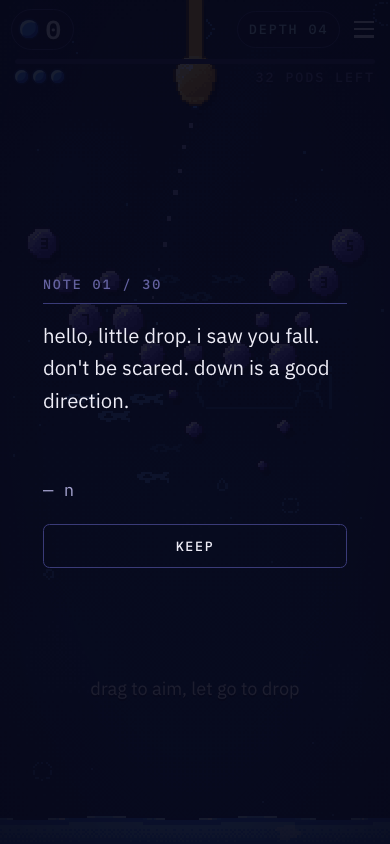 0
DEPTH 04
32 PODS LEFT
NOTE 01 / 30
hello, little drop. i saw you fall.
don't be scared. down is a good
direction.
— n
KEEP
drag to aim, let go to drop